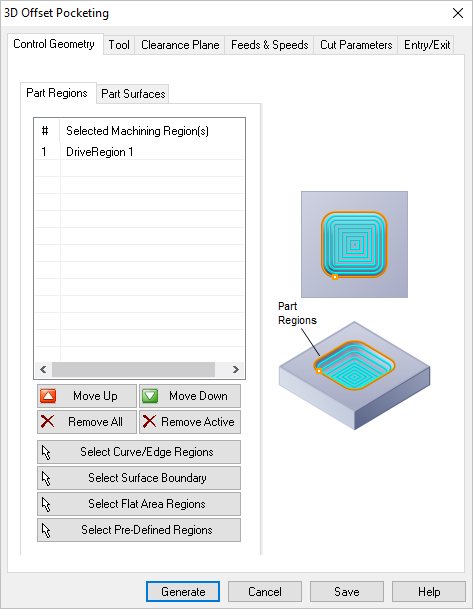 3D Offset Pocketing
Control Geometry Tool Clearance Plane Feeds & Speeds Cut Parameters Entry/Exit
Part Regions Part Surfaces
# Selected Machining Region(s)
1 DriveRegion 1
Part
Regions
Move Up Move Down
Remove All Remove Active
Select Curve/Edge Regions
Select Surface Boundary
Select Flat Area Regions
Select Pre-Defined Regions
Generate Cancel Save Help